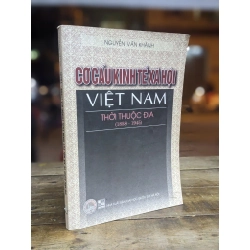 NGUYỄN VĂN KHÁNH
CƠ CẤU KINH TẾ XÃ HỘI
VIỆT NAM
THỜI THUỘC ĐỊA
(1858 - 1945)